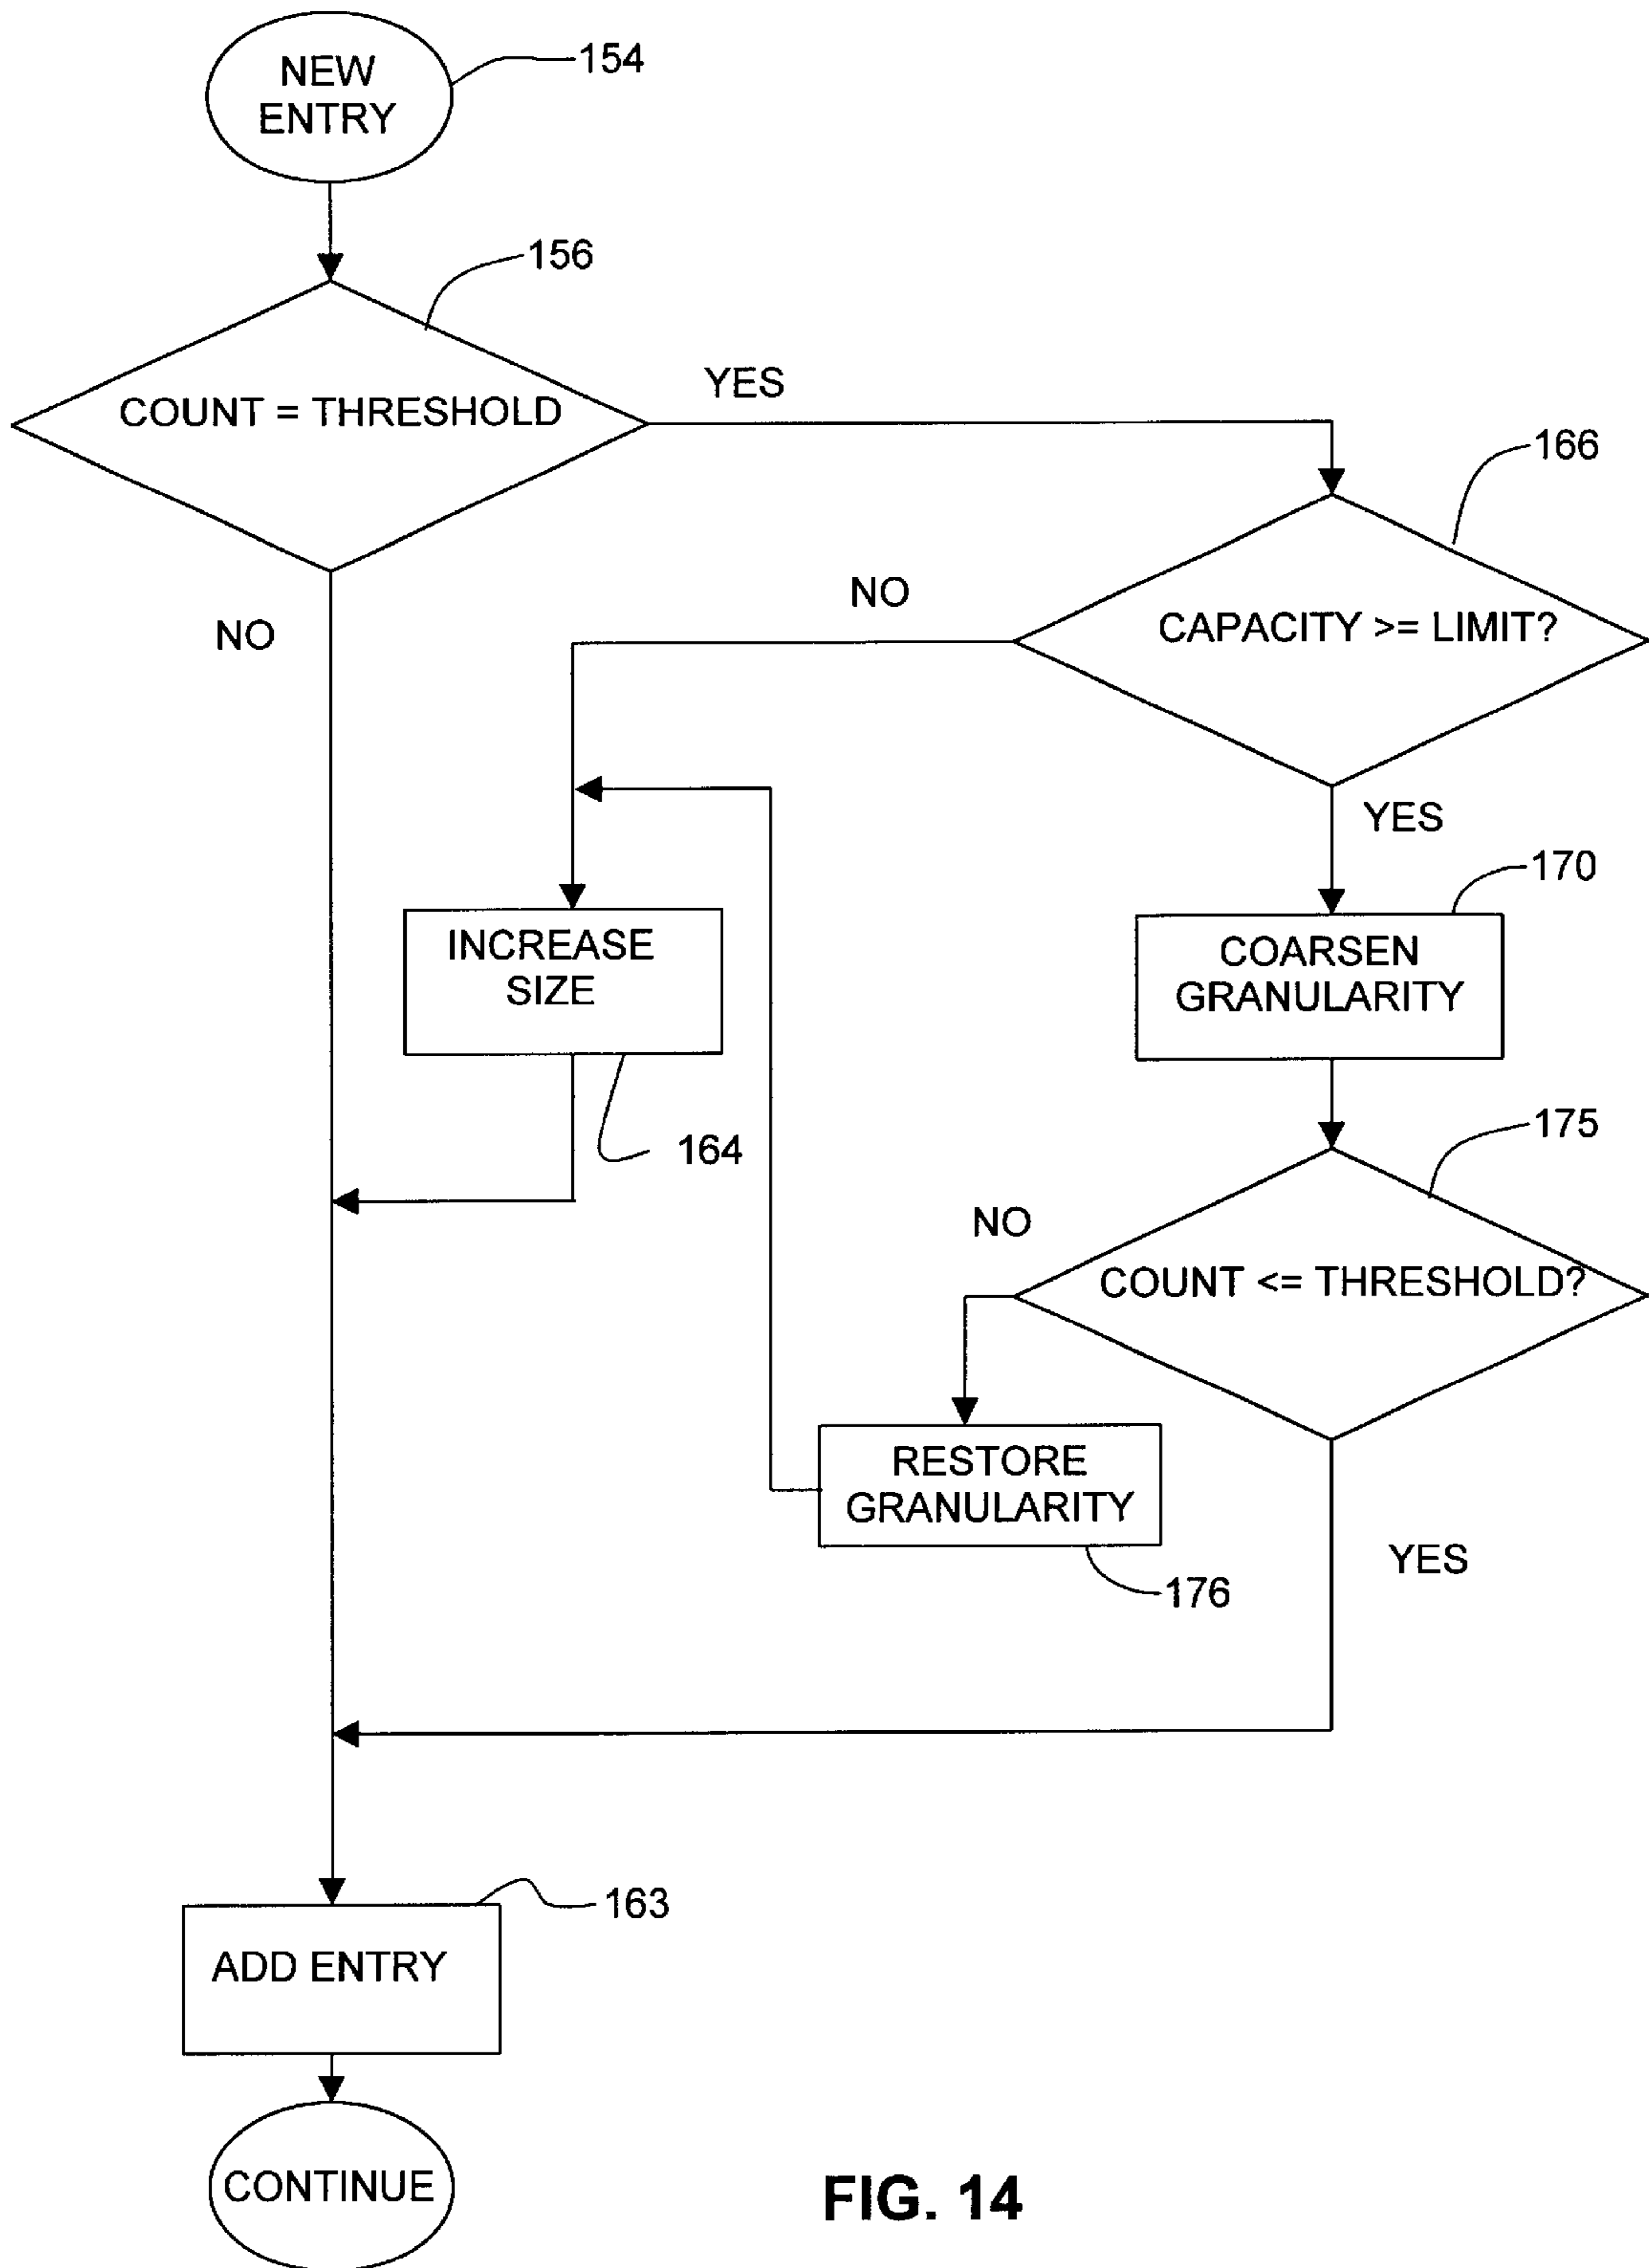 NEW
ENTRY
154
156
COUNT = THRESHOLD
YES
166
NO
CAPACITY >= LIMIT?
NO
YES
170
INCREASE
SIZE
COARSEN
GRANULARITY
164
175
NO
COUNT <= THRESHOLD?
RESTORE
GRANULARITY
YES
176
163
ADD ENTRY
CONTINUE
FIG. 14